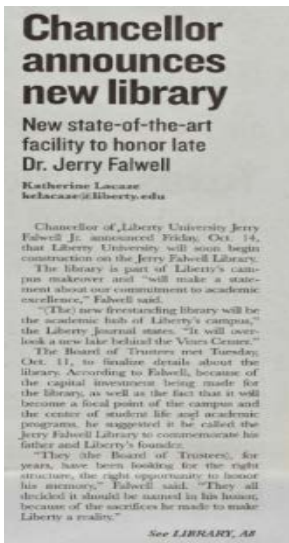 Chancellor
announces
new library
New state-of-the-art
facility to honor late
Dr. Jerry Falwell
Katherine Lacaze
kelacaze@liberty.edu
Chancellor of Liberty University Jerry
Falwell Jr. announced Friday, Oct. 14,
that Liberty University will soon begin
construction on the Jerry Falwell Library.
The library is part of Liberty's cam-
pus makeover and "will make a state-
ment about our commitment to academic
excellence," Falwell said.
"(The) new freestanding library will be
the academic hub of Liberty's campus,"
the Liberty Journal states. "It will over-
look a new lake behind the Vines Center."
The Board of Trustees met Tuesday,
Oct. 11, to finalize details about the
library. According to Falwell, because of
the capital investment being made for
the library, as well as the fact that it will
become a focal point of the campus and
the center of student life and academic
programs, he suggested it be called the
Jerry Falwell Library to commemorate his
father and Liberty's founder.
"They (the Board of Trustees), for
years, have been looking for the right
structure, the right opportunity to honor
his memory," Falwell said. "They all
decided it should be named in his honor,
because of the sacrifices he made to make
Liberty a reality."
See LIBRARY, A8